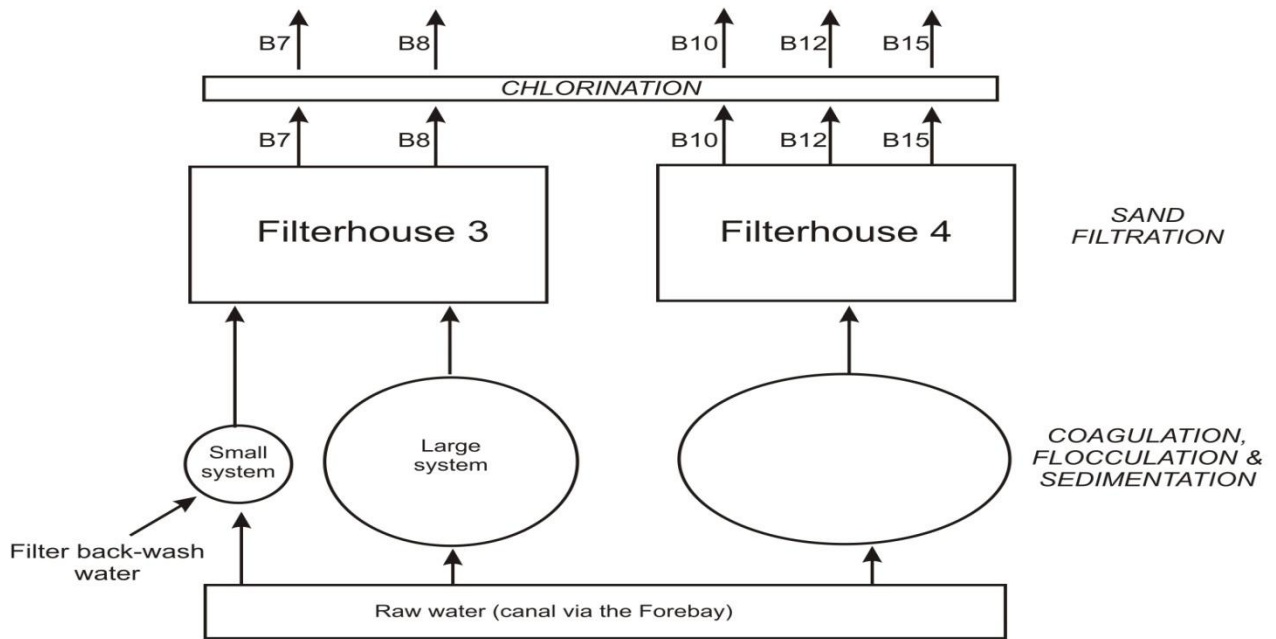 B7
B8
B10
B12
B15
CHLORINATION
B7
B8
B10
B12
B15
Filterhouse 3
Filterhouse 4
SAND
FILTRATION
Small
system
Large
system
COAGULATION,
FLOCCULATION &
SEDIMENTATION
Filter back-wash
water
Raw water (canal via the Forebay)